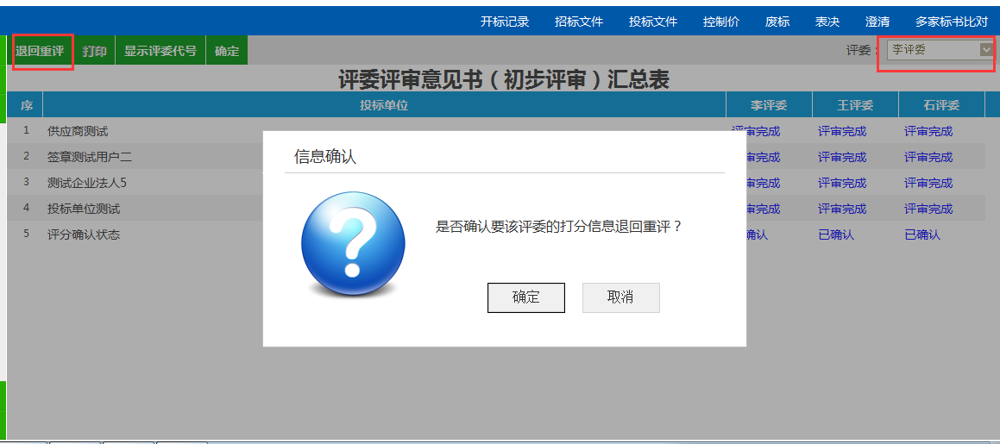 开标记录 招标文件 投标文件 控制价 废标 表决 澄清 多家标书比对
退回重评 打印 显示评委代号 确定 评委： 李评委
评委评审意见书（初步评审）汇总表
序 投标单位 李评委 王评委 石评委
1 供应商测试 评审完成 评审完成 评审完成
2 签章测试用户二 审完成 评审完成 评审完成
3 测试企业法人5 审完成 评审完成 评审完成
4 投标单位测试 审完成 评审完成 评审完成
5 评分确认状态 确认 已确认 已确认
信息确认
是否确认要该评委的打分信息退回重评？
确定 取消